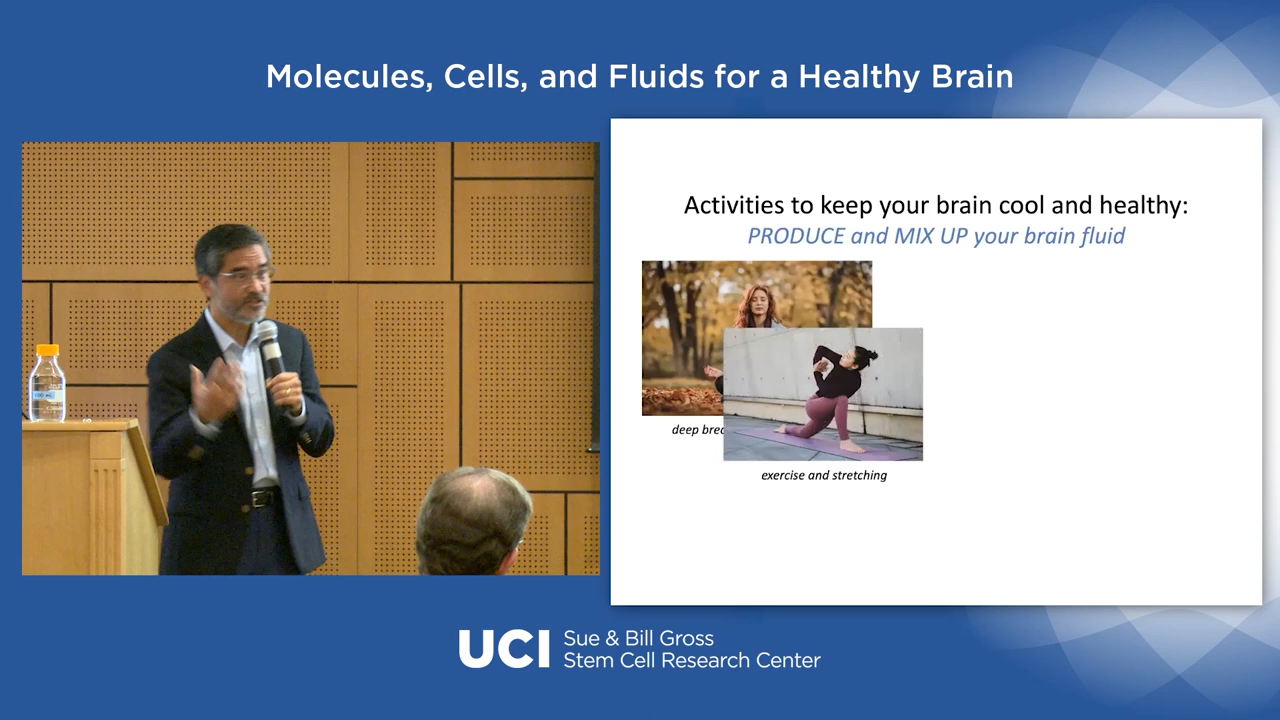 Molecules, Cells, and Fluids for a Healthy Brain
Activities to keep your brain cool and healthy:
PRODUCE and MIX UP your brain fluid
deep
exercise and stretching
UCI Sue & Bill Gross
Stem Cell Research Center